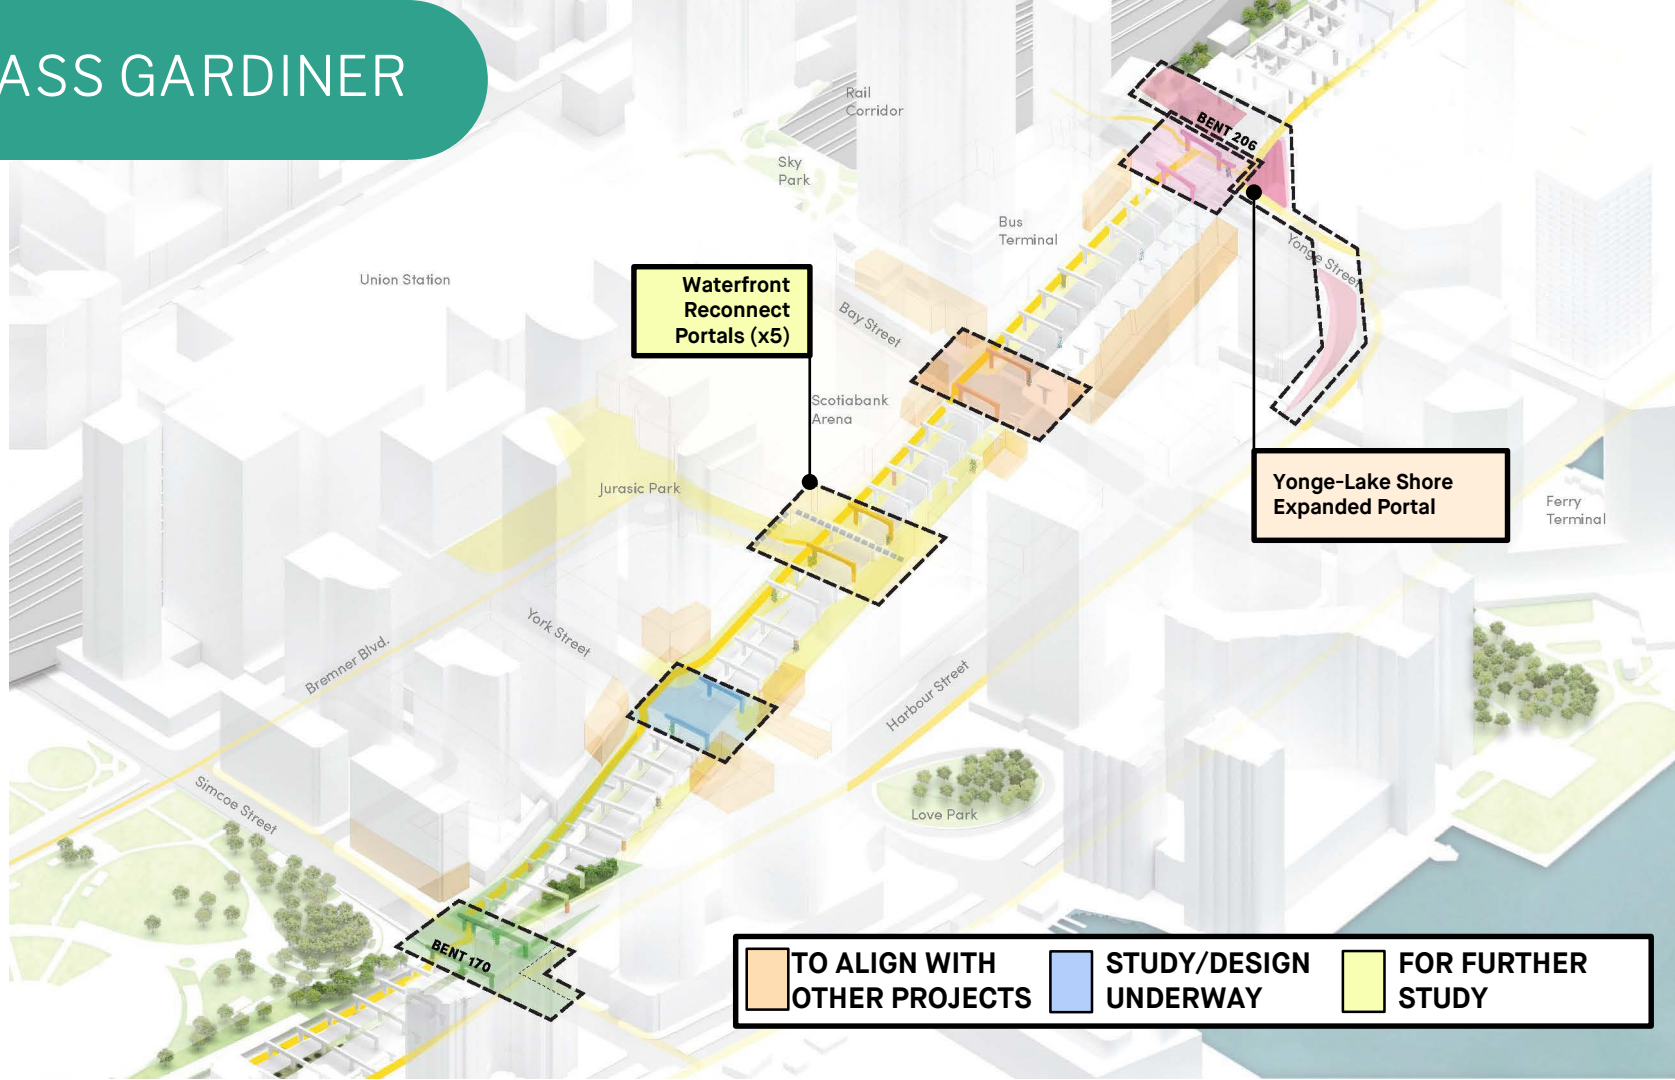 ASS GARDINER
Rail
Corridor
BENT 206
Sky
Park
Bus
Terminal
Yonge Street
Union Station
Waterfront
Reconnect
Portals (x5)
Bay Street
Scotiabank
Arena
Yonge-Lake Shore
Expanded Portal
Jurasic Park
Ferry
Terminal
York Street
Bremner Blvd.
Harbour Street
Simcoe Street
Love Park
BENT 170
TO ALIGN WITH
OTHER PROJECTS
STUDY/DESIGN
UNDERWAY
FOR FURTHER
STUDY